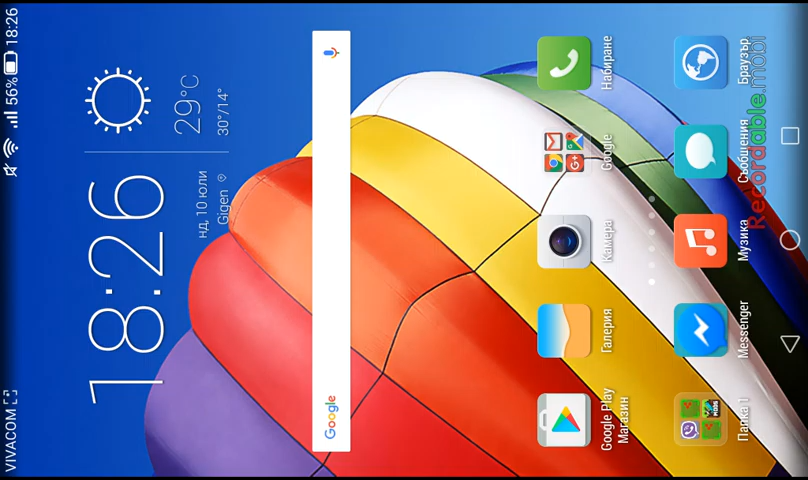 VIVACOM
56% 18:26
18:26
29°C
30°/14°
нд, 10 юли
Gigen
Google
Google Play
Магазин
Галерия
Камера
Google
Набиране
Папка 1
Messenger
Музика
Съобщения
Браузър
Recordable.mobi